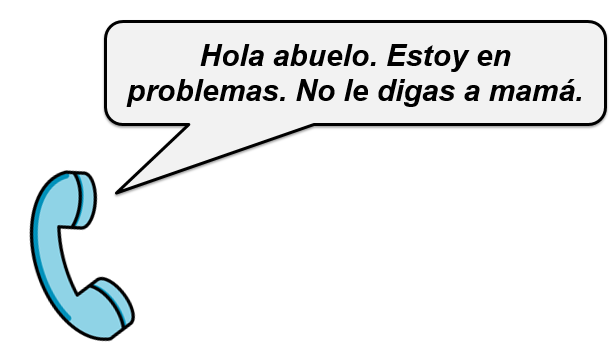 Hola abuelo. Estoy en
problemas. No le digas a mamá.